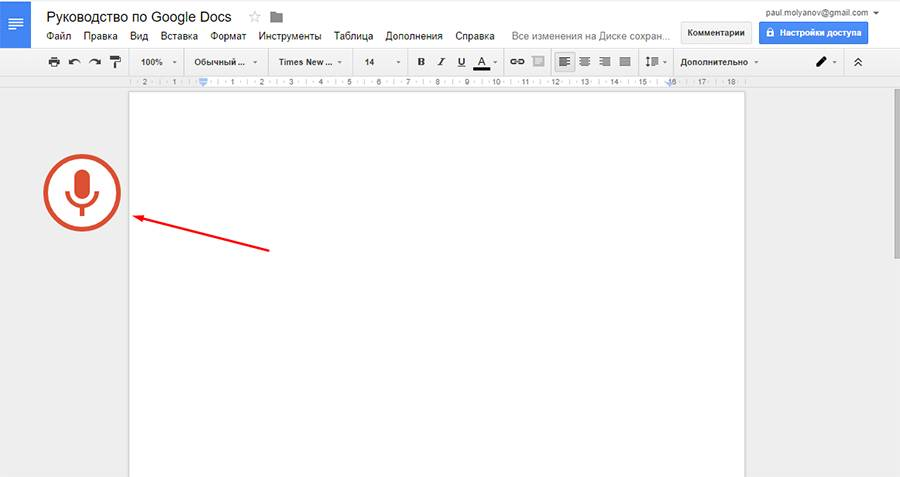 Руководство по Google Docs
paul.molyanov@gmail.com
Файл Правка Вид Вставка Формат Инструменты Таблица Дополнения Справка Все изменения на Диске сохран...
Комментарии
Настройки доступа
100% Обычный ... Times New ... 14 B I U A Дополнительно
2 1 1 2 3 4 5 6 7 8 9 10 11 12 13 14 15 16 17 18